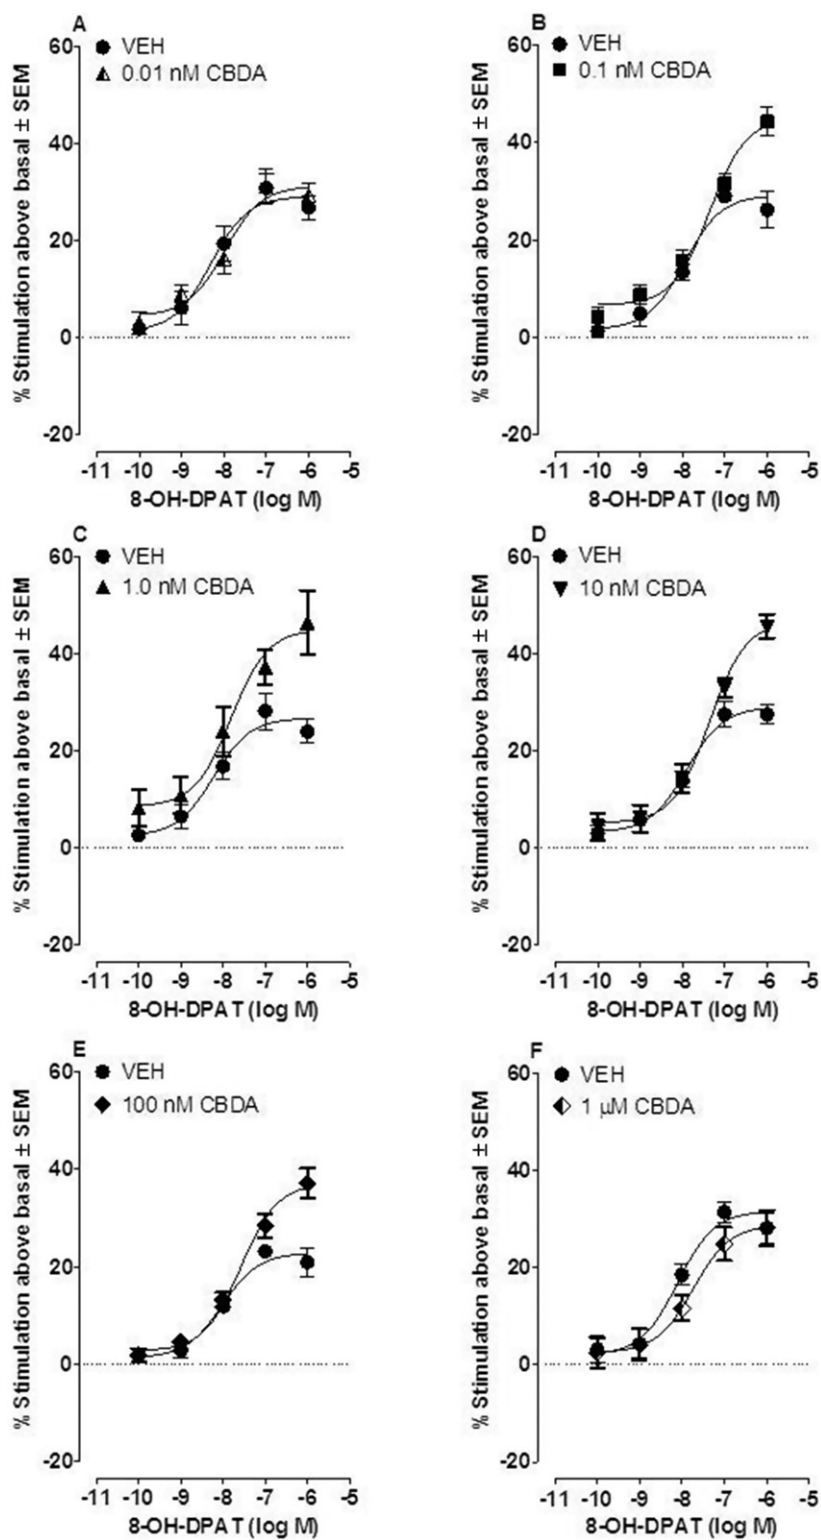 A
VEH
0.01 nM CBDA
% Stimulation above basal ± SEM
60
40
20
0
-20
-11 -10 -9 -8 -7 -6 -5
8-OH-DPAT (log M)
B
VEH
0.1 nM CBDA
% Stimulation above basal ± SEM
60
40
20
0
-20
-11 -10 -9 -8 -7 -6 -5
8-OH-DPAT (log M)
C
VEH
1.0 nM CBDA
% Stimulation above basal ± SEM
60
40
20
0
-20
-11 -10 -9 -8 -7 -6 -5
8-OH-DPAT (log M)
D
VEH
10 nM CBDA
% Stimulation above basal ± SEM
60
40
20
0
-20
-11 -10 -9 -8 -7 -6 -5
8-OH-DPAT (log M)
E
VEH
100 nM CBDA
% Stimulation above basal ± SEM
60
40
20
0
-20
-11 -10 -9 -8 -7 -6 -5
8-OH-DPAT (log M)
F
VEH
1 μM CBDA
% Stimulation above basal ± SEM
60
40
20
0
-20
-11 -10 -9 -8 -7 -6 -5
8-OH-DPAT (log M)